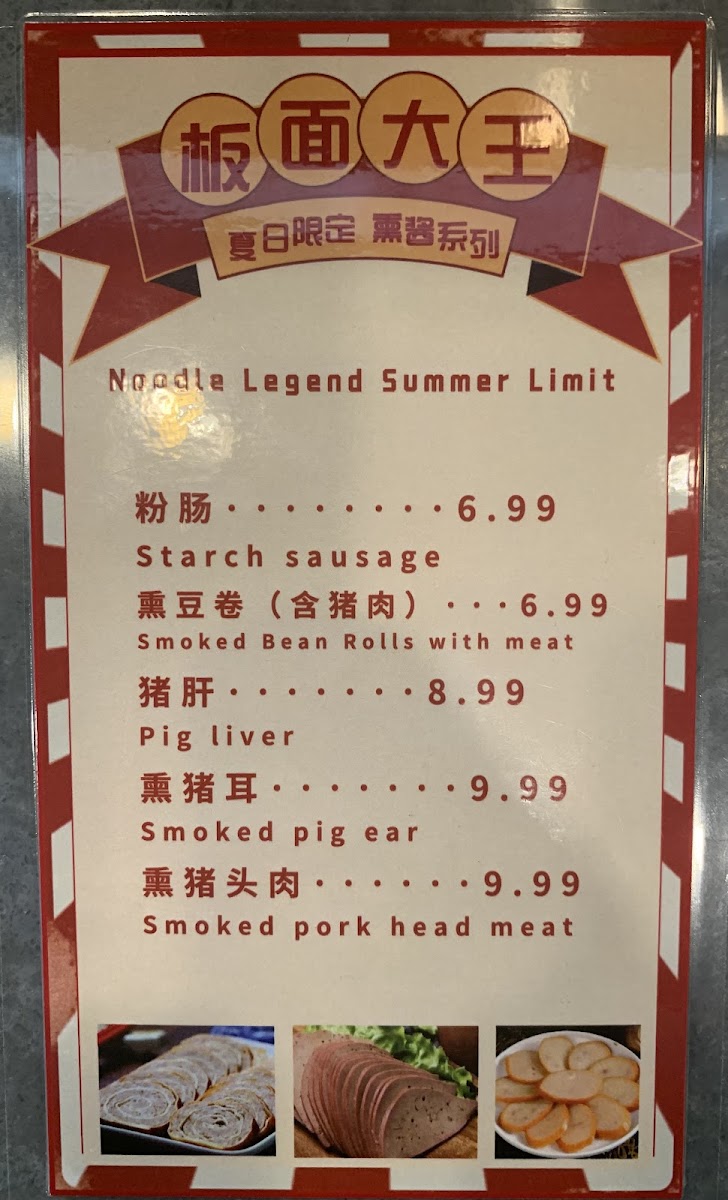 板面大王
夏日限定 熏酱系列
Noodle Legend Summer Limit
粉肠·········6.99
Starch sausage
熏豆卷（含猪肉）···6.99
Smoked Bean Rolls with meat
猪肝·······8.99
Pig liver
熏猪耳·······9.99
Smoked pig ear
熏猪头肉······9.99
Smoked pork head meat